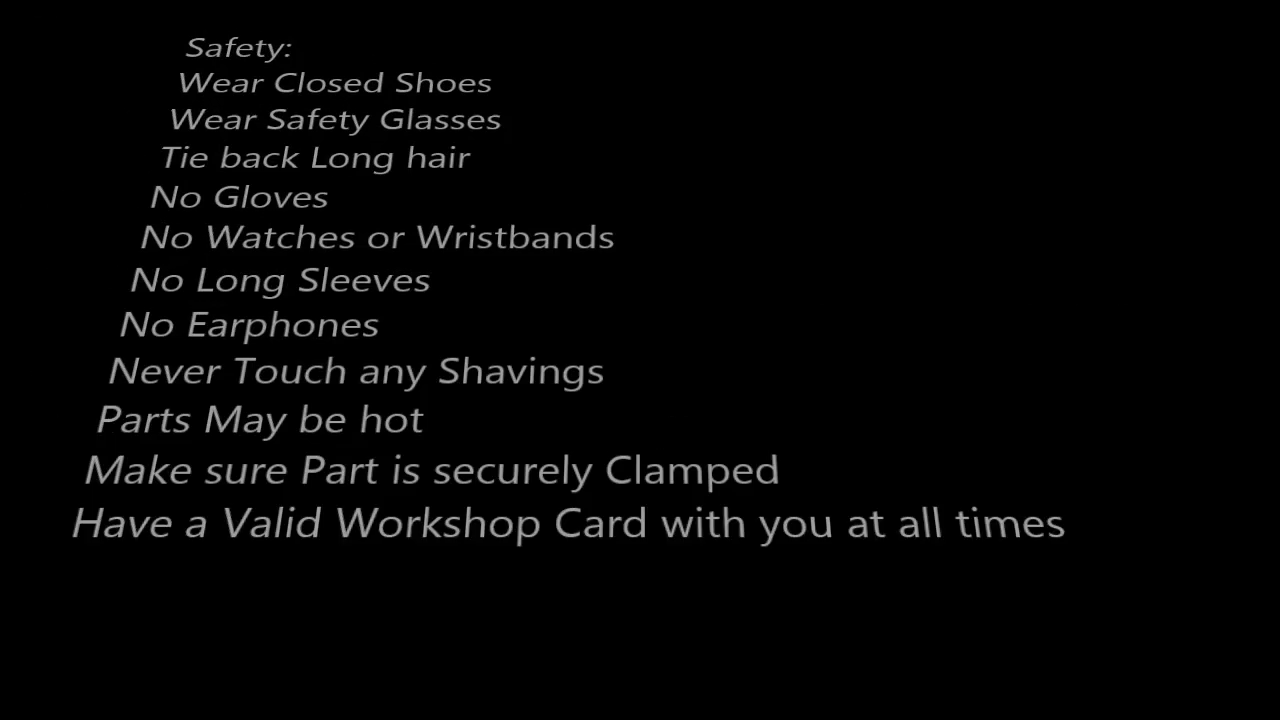 Safety:
Wear Closed Shoes
Wear Safety Glasses
Tie back Long hair
No Gloves
No Watches or Wristbands
No Long Sleeves
No Earphones
Never Touch any Shavings
Parts May be hot
Make sure Part is securely Clamped
Have a Valid Workshop Card with you at all times